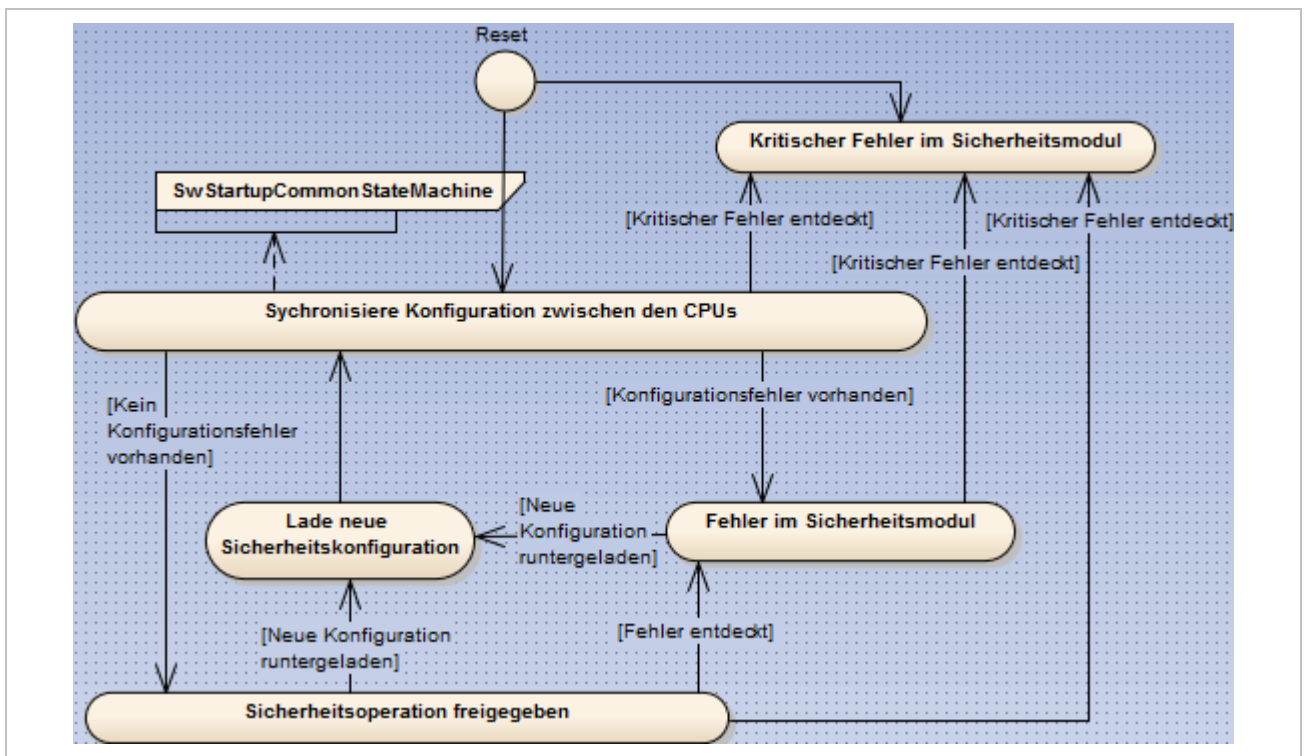 Reset
Kritischer Fehler im Sicherheitsmodul
SwStartupCommonStateMachine
[Kritischer Fehler entdeckt]
[Kritischer Fehler entdeckt]
[Kritischer Fehler entdeckt]
Sychronisiere Konfiguration zwischen den CPUs
[Kein
Konfigurationsfehler
vorhanden]
[Konfigurationsfehler vorhanden]
Lade neue
Sicherheitskonfiguration
[Neue
Konfiguration
runtergeladen]
Fehler im Sicherheitsmodul
[Neue Konfiguration
runtergeladen]
[Fehler entdeckt]
Sicherheitsoperation freigegeben